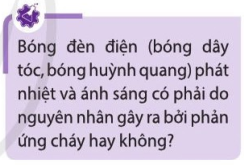 Bóng đèn điện (bóng dây
tóc, bóng huỳnh quang) phát
nhiệt và ánh sáng có phải do
nguyên nhân gây ra bởi phản
ứng cháy hay không?